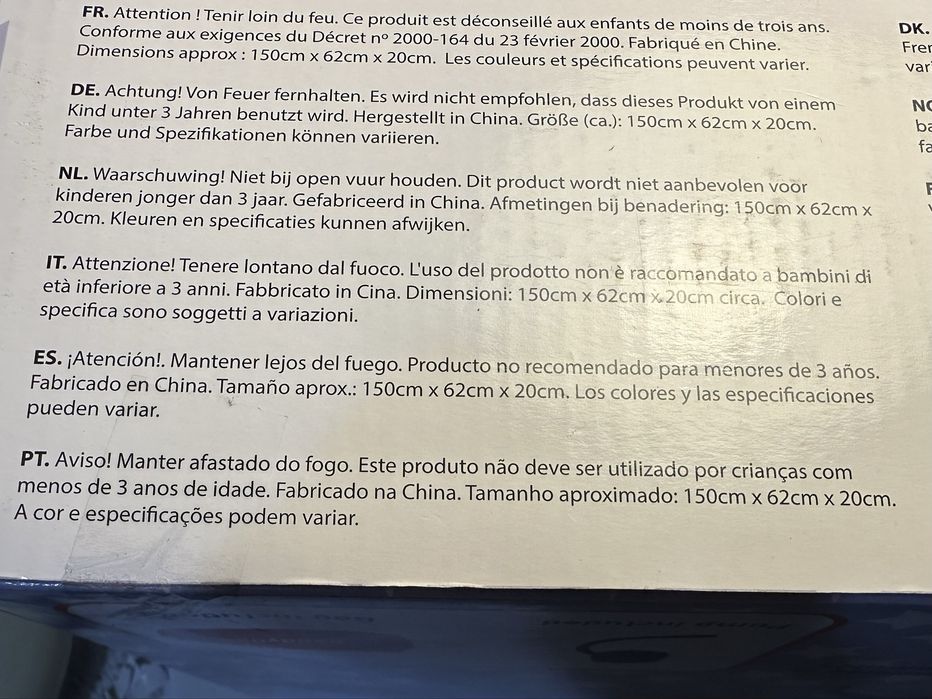 FR. Attention ! Tenir loin du feu. Ce produit est déconseillé aux enfants de moins de trois ans.
Conforme aux exigences du Décret nº 2000-164 du 23 février 2000. Fabriqué en Chine.
Dimensions approx : 150cm x 62cm x 20cm. Les couleurs et spécifications peuvent varier.
DE. Achtung! Von Feuer fernhalten. Es wird nicht empfohlen, dass dieses Produkt von einem
Kind unter 3 Jahren benutzt wird. Hergestellt in China. Größe (ca.): 150cm x 62cm x 20cm.
Farbe und Spezifikationen können variieren.
NL. Waarschuwing! Niet bij open vuur houden. Dit product wordt niet aanbevolen voor
kinderen jonger dan 3 jaar. Gefabriceerd in China. Afmetingen bij benadering: 150cm x 62cm x
20cm. Kleuren en specificaties kunnen afwijken.
IT. Attenzione! Tenere lontano dal fuoco. L'uso del prodotto non è raccomandato a bambini di
età inferiore a 3 anni. Fabbricato in Cina. Dimensioni: 150cm x 62cm x 20cm circa. Colori e
specifica sono soggetti a variazioni.
ES. ¡Atención!. Mantener lejos del fuego. Producto no recomendado para menores de 3 años.
Fabricado en China. Tamaño aprox.: 150cm x 62cm x 20cm. Los colores y las especificaciones
pueden variar.
PT. Aviso! Manter afastado do fogo. Este produto não deve ser utilizado por crianças com
menos de 3 anos de idade. Fabricado na China. Tamanho aproximado: 150cm x 62cm x 20cm.
A cor e especificações podem variar.
DK.